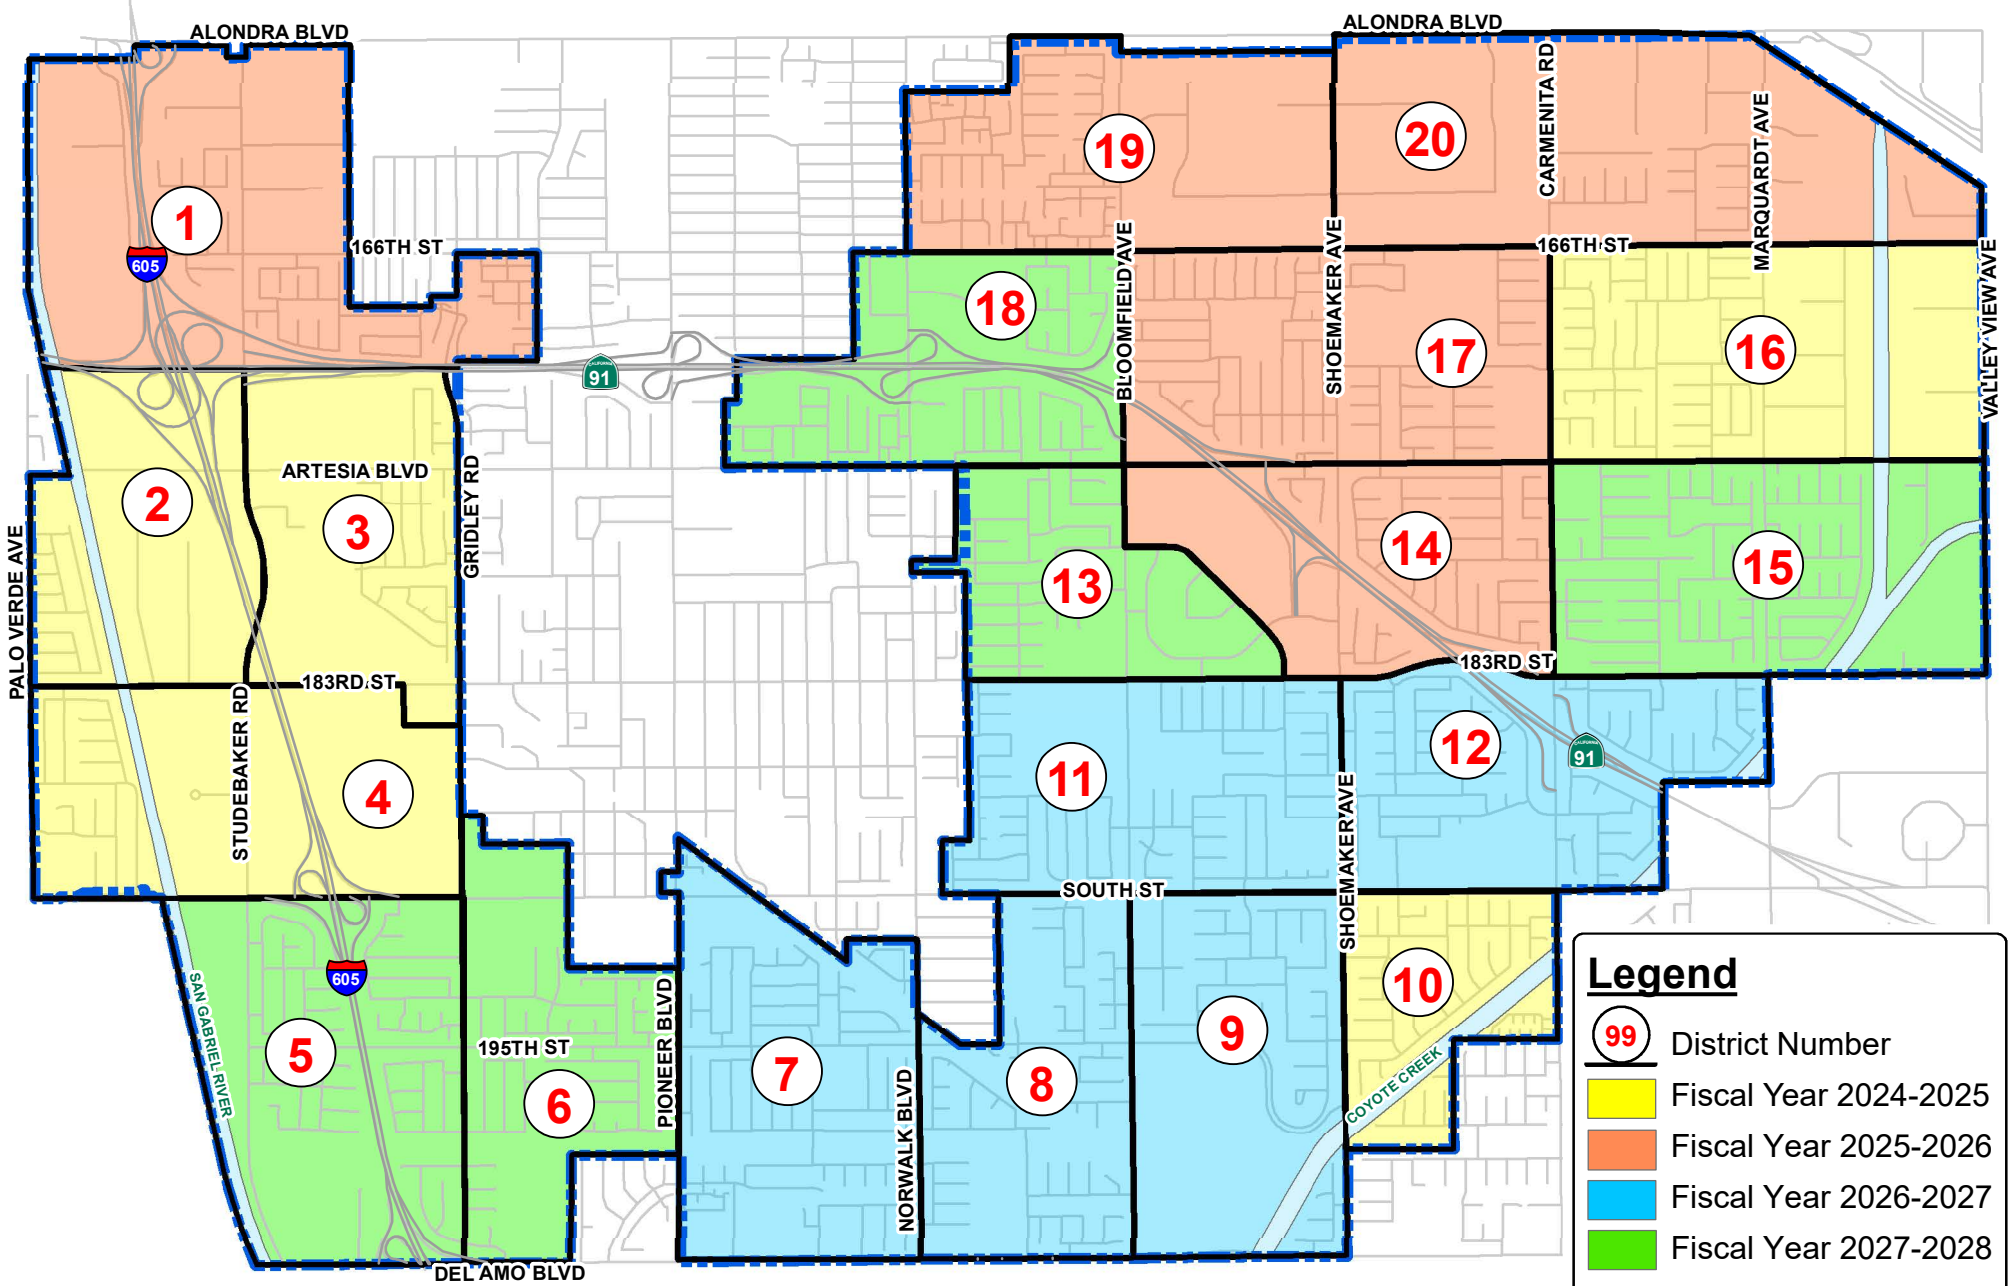 ALONDRA BLVD
ALONDRA BLVD
CARMENITA RD
MARQUARDT AVE
19
20
1
605
166TH ST
166TH ST
BLOOMFIELD AVE
SHOEMAKER AVE
VALLEY VIEW AVE
18
17
16
CALIFORNIA
91
ARTESIA BLVD
GRIDLEY RD
2
3
PALO VERDE AVE
13
14
15
183RD ST
183RD ST
STUDEBAKER RD
4
11
12
CALIFORNIA
91
SHOEMAKER AVE
SOUTH ST
SAN GABRIEL RIVER
605
5
195TH ST
6
PIONEER BLVD
7
NORWALK BLVD
8
9
10
COYOTE CREEK
DEL AMO BLVD
Legend
99 District Number
Fiscal Year 2024-2025
Fiscal Year 2025-2026
Fiscal Year 2026-2027
Fiscal Year 2027-2028